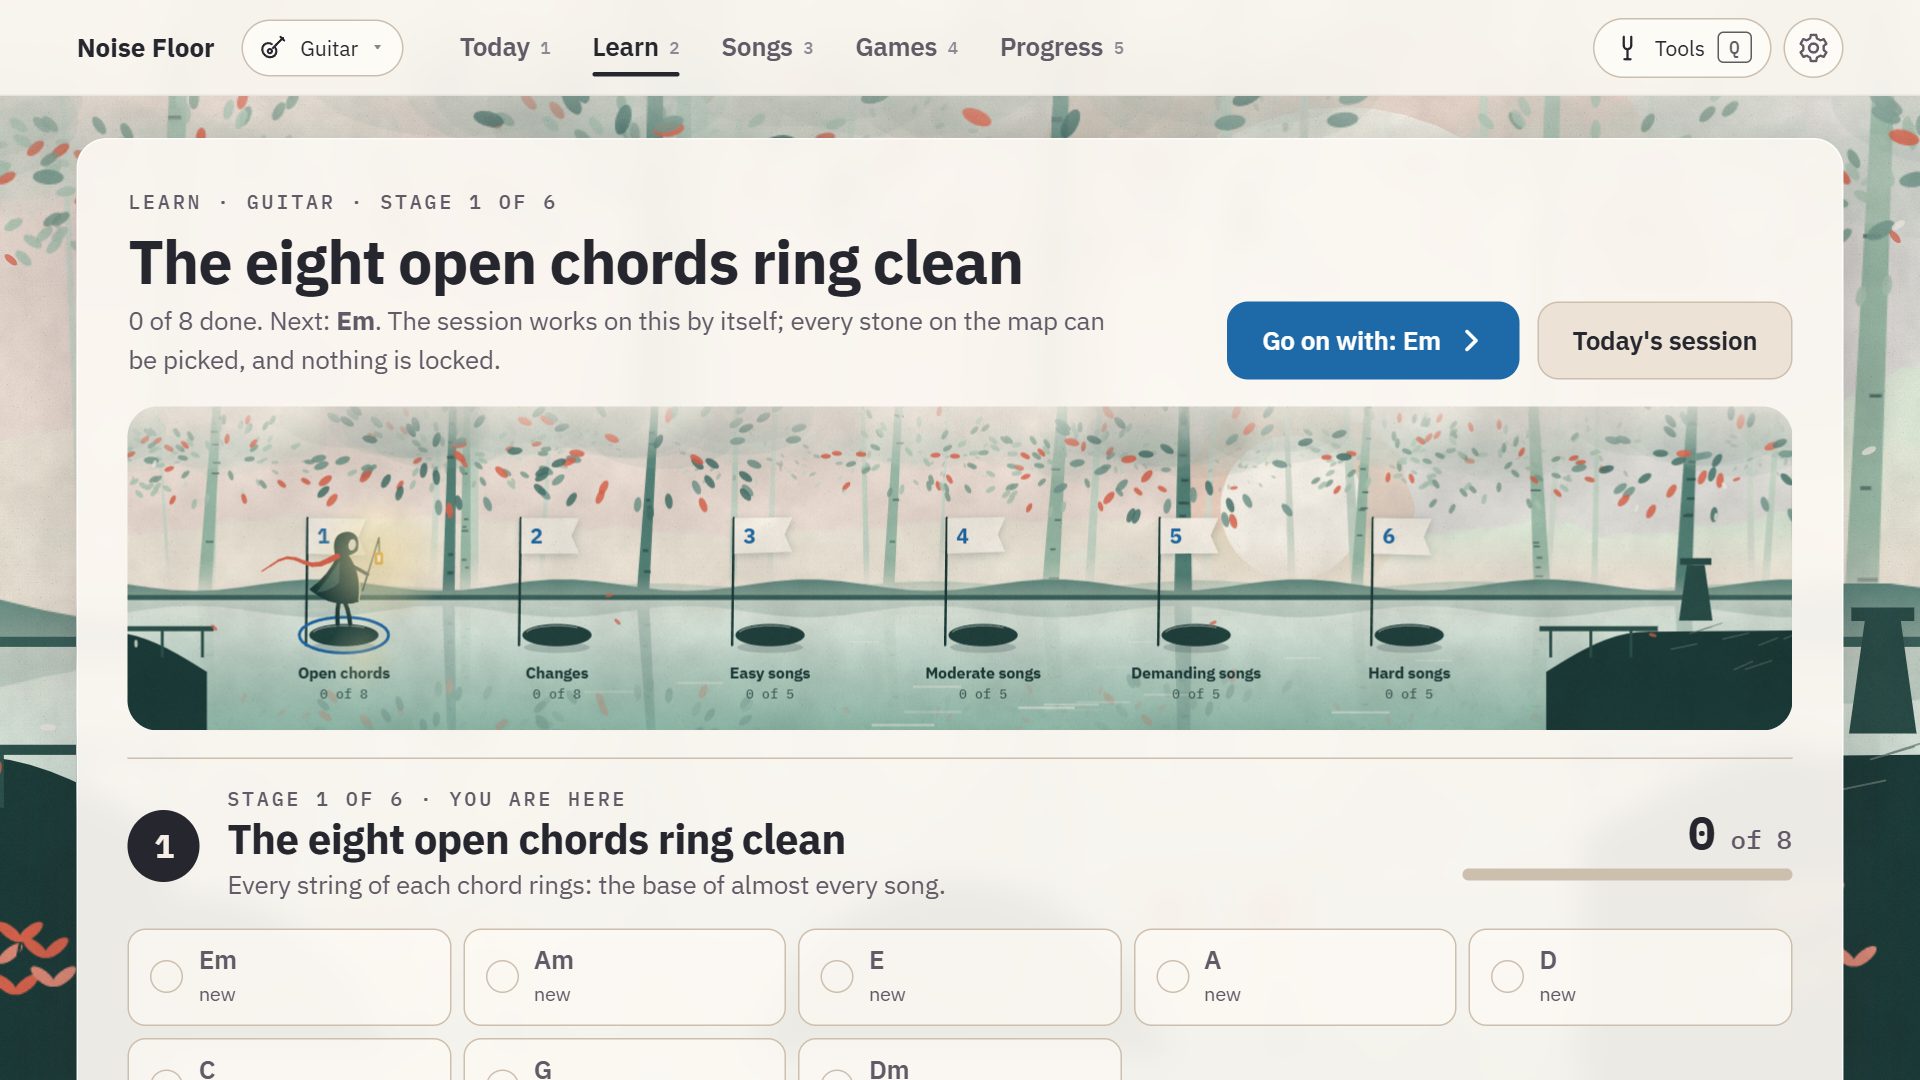 Noise Floor
Guitar
Today 1
Learn 2
Songs 3
Games 4
Progress 5
Tools Q
LEARN · GUITAR · STAGE 1 OF 6
The eight open chords ring clean
0 of 8 done. Next: Em. The session works on this by itself; every stone on the map can
be picked, and nothing is locked.
Go on with: Em
Today's session
1
2
3
4
5
6
Open chords
0 of 8
Changes
0 of 8
Easy songs
0 of 5
Moderate songs
0 of 5
Demanding songs
0 of 5
Hard songs
0 of 5
1
STAGE 1 OF 6 · YOU ARE HERE
The eight open chords ring clean
Every string of each chord rings: the base of almost every song.
0 of 8
Em
new
Am
new
E
new
A
new
D
new
C
G
Dm